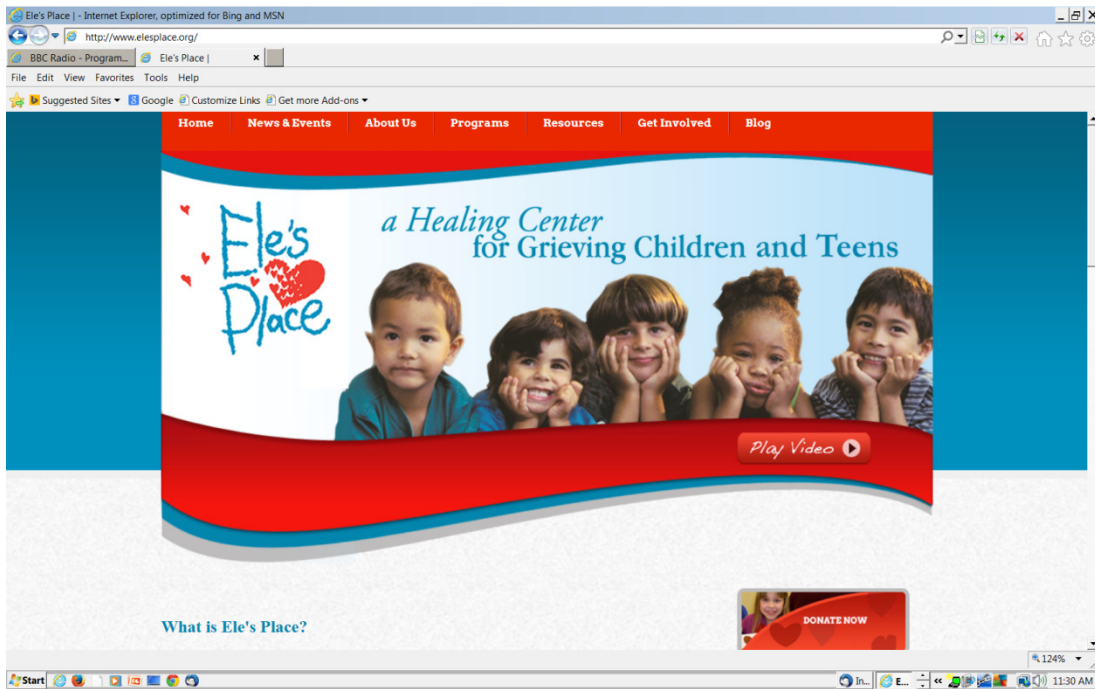 Ele's Place | - Internet Explorer, optimized for Bing and MSN
http://www.elesplace.org/
BBC Radio - Program... Ele's Place |
File Edit View Favorites Tools Help
Suggested Sites Google Customize Links Get more Add-ons
Home News & Events About Us Programs Resources Get Involved Blog
a Healing Center
for Grieving Children and Teens
Ele's
Place
Play Video
What is Ele's Place?
DONATE NOW
124%
Start In... E... 11:30 AM